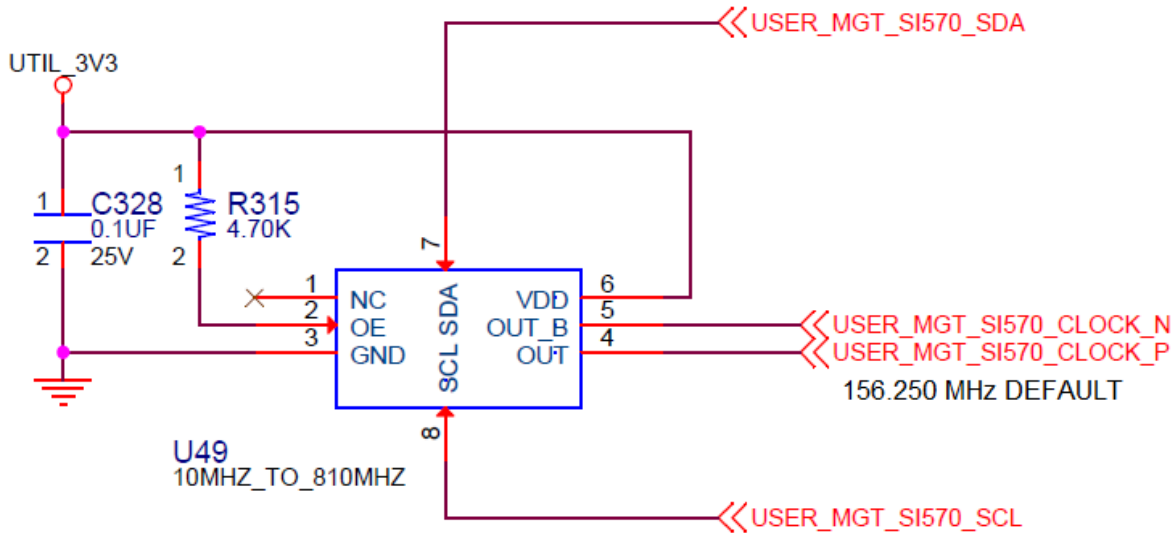 USER_MGT_SI570_SDA
UTIL_3V3
1
C328
0.1UF
25V
2
1
R315
4.70K
2
7
1
2
3
NC
OE
GND
SCL SDA
VDD
OUT_B
OUT
6
5
4
USER_MGT_SI570_CLOCK_N
USER_MGT_SI570_CLOCK_P
156.250 MHz DEFAULT
8
U49
10MHZ_TO_810MHZ
USER_MGT_SI570_SCL